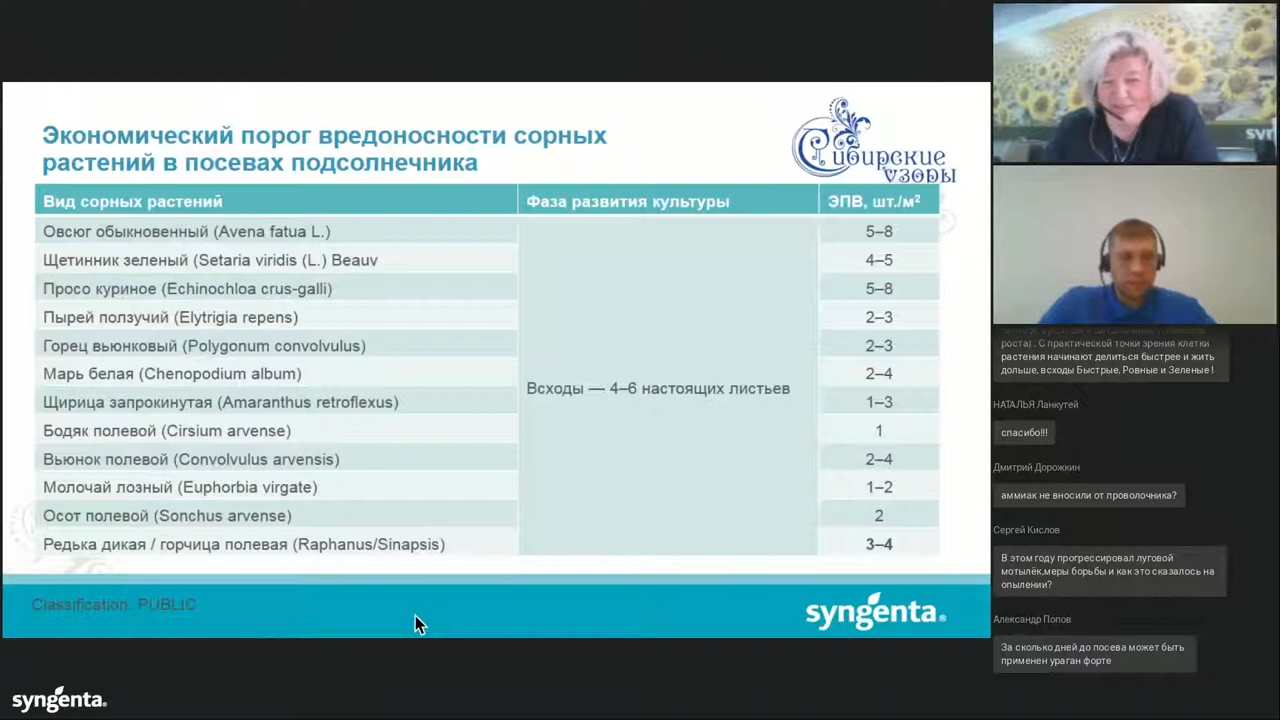 Экономический порог вредоносности сорных
растений в посевах подсолнечника
Сибирские
узоры
Вид сорных растений
Фаза развития культуры
ЭПВ, шт./м²
Овсюг обыкновенный (Avena fatua L.)
5–8
Щетинник зеленый (Setaria viridis (L.) Beauv
4–5
Просо куриное (Echinochloa crus-galli)
5–8
Пырей ползучий (Elytrigia repens)
2–3
Горец вьюнковый (Polygonum convolvulus)
2–3
Марь белая (Chenopodium album)
2–4
Всходы — 4–6 настоящих листьев
Щирица запрокинутая (Amaranthus retroflexus)
1–3
Бодяк полевой (Cirsium arvense)
1
Вьюнок полевой (Convolvulus arvensis)
2–4
Молочай лозный (Euphorbia virgate)
1–2
Осот полевой (Sonchus arvense)
2
Редька дикая / горчица полевая (Raphanus/Sinapsis)
3–4
Classification: PUBLIC
syngenta®
syngenta®
syn
роста) . С практической точки зрения клетки
растения начинают делиться быстрее и жить
дольше, всходы Быстрые, Ровные и Зеленые !
НАТАЛЬЯ Ланкутей
спасибо!!!
Дмитрий Дорожкин
аммиак не вносили от проволочника?
Сергей Кислов
В этом году прогрессировал луговой
мотылёк,меры борьбы и как это сказалось на
опылении?
Александр Попов
За сколько дней до посева может быть
применен ураган форте